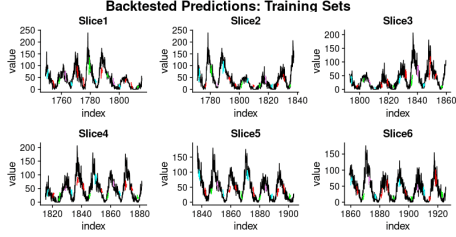 Backtested Predictions: Training Sets
Slice1 Slice2 Slice3
250
200
150
100
50
0
value
1760 1780 1800
index
250
200
150
100
50
0
value
1780 1800 1820 1840
index
200
150
100
50
0
value
1800 1820 1840 1860
index
Slice4 Slice5 Slice6
200
150
100
50
0
value
1820 1840 1860 1880
index
150
100
50
0
value
1840 1860 1880 1900
index
150
100
50
0
value
1860 1880 1900 1920
index